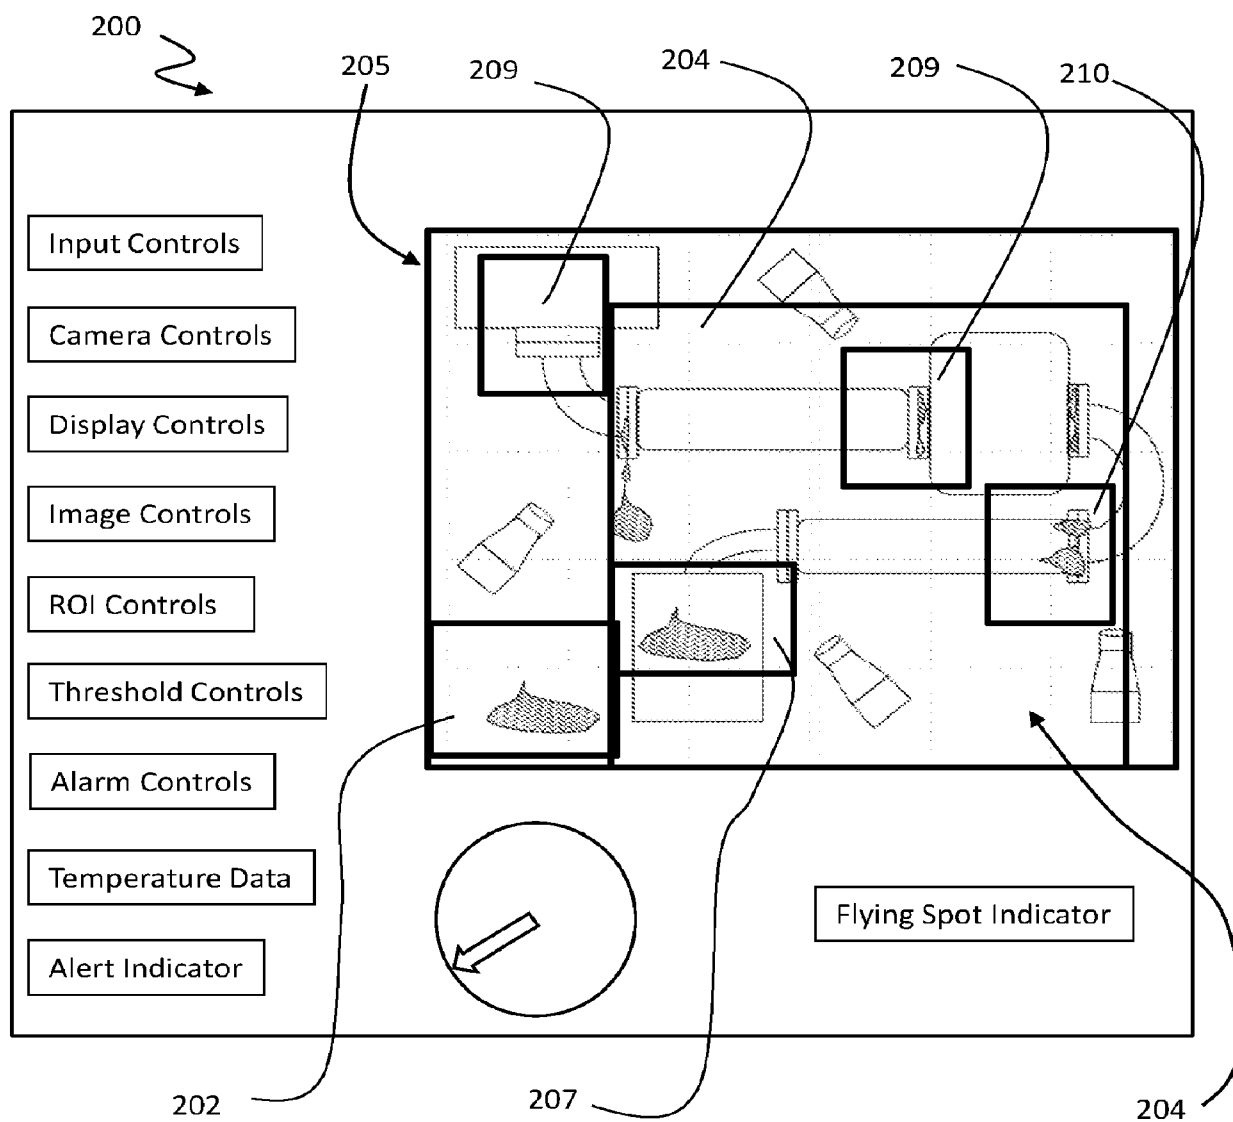 200
205
209
204
209
210
Input Controls
Camera Controls
Display Controls
Image Controls
ROI Controls
Threshold Controls
Alarm Controls
Temperature Data
Flying Spot Indicator
Alert Indicator
202
207
204